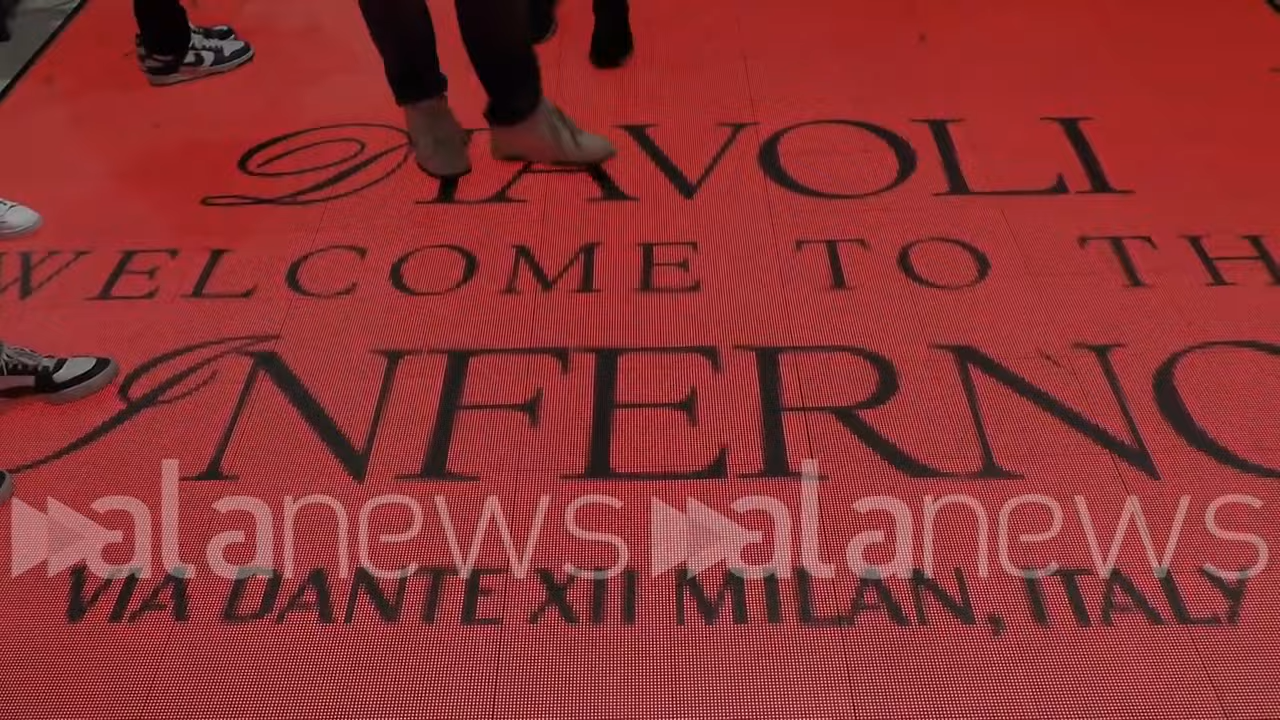 DIAVOLI
WELCOME TO TH
INFERNO
alanews alanews
VIA DANTE XII MILAN, ITALY